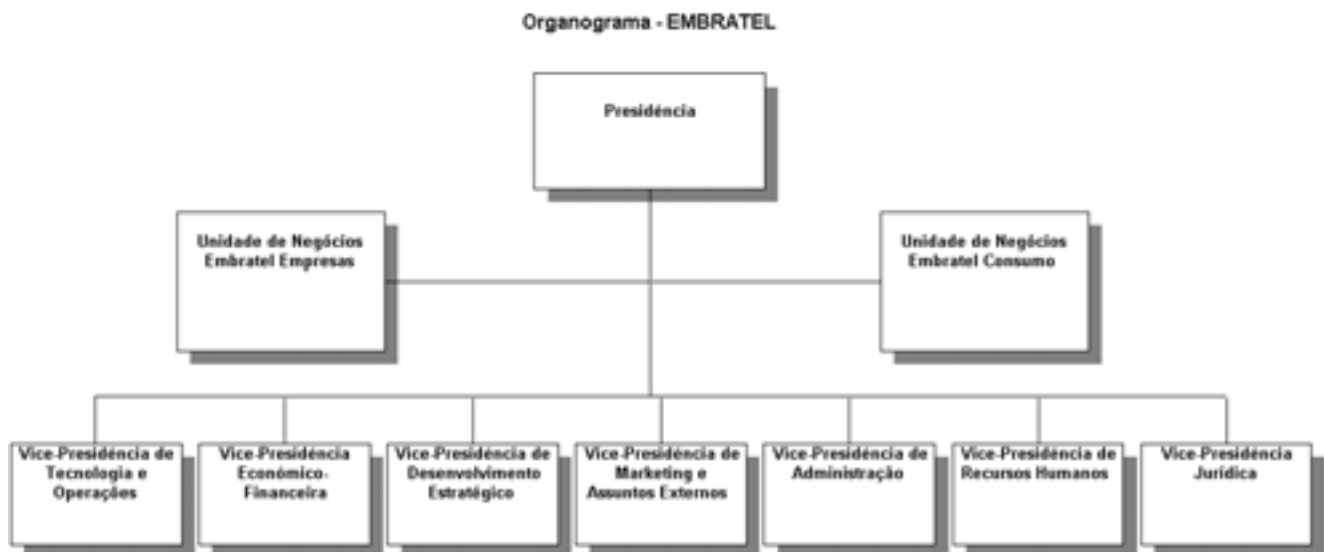 Organograma - EMBRATEL
Presidência
Unidade de Negócios
Embratel Empresas
Unidade de Negócios
Embratel Consumo
Vice-Presidência de
Tecnologia e
Operações
Vice-Presidência
Económico-
Financeira
Vice-Presidência de
Desenvolvimento
Estratégico
Vice-Presidência de
Marketing e
Assuntos Externos
Vice-Presidência de
Administração
Vice-Presidência de
Recursos Humanos
Vice-Presidência
Jurídica